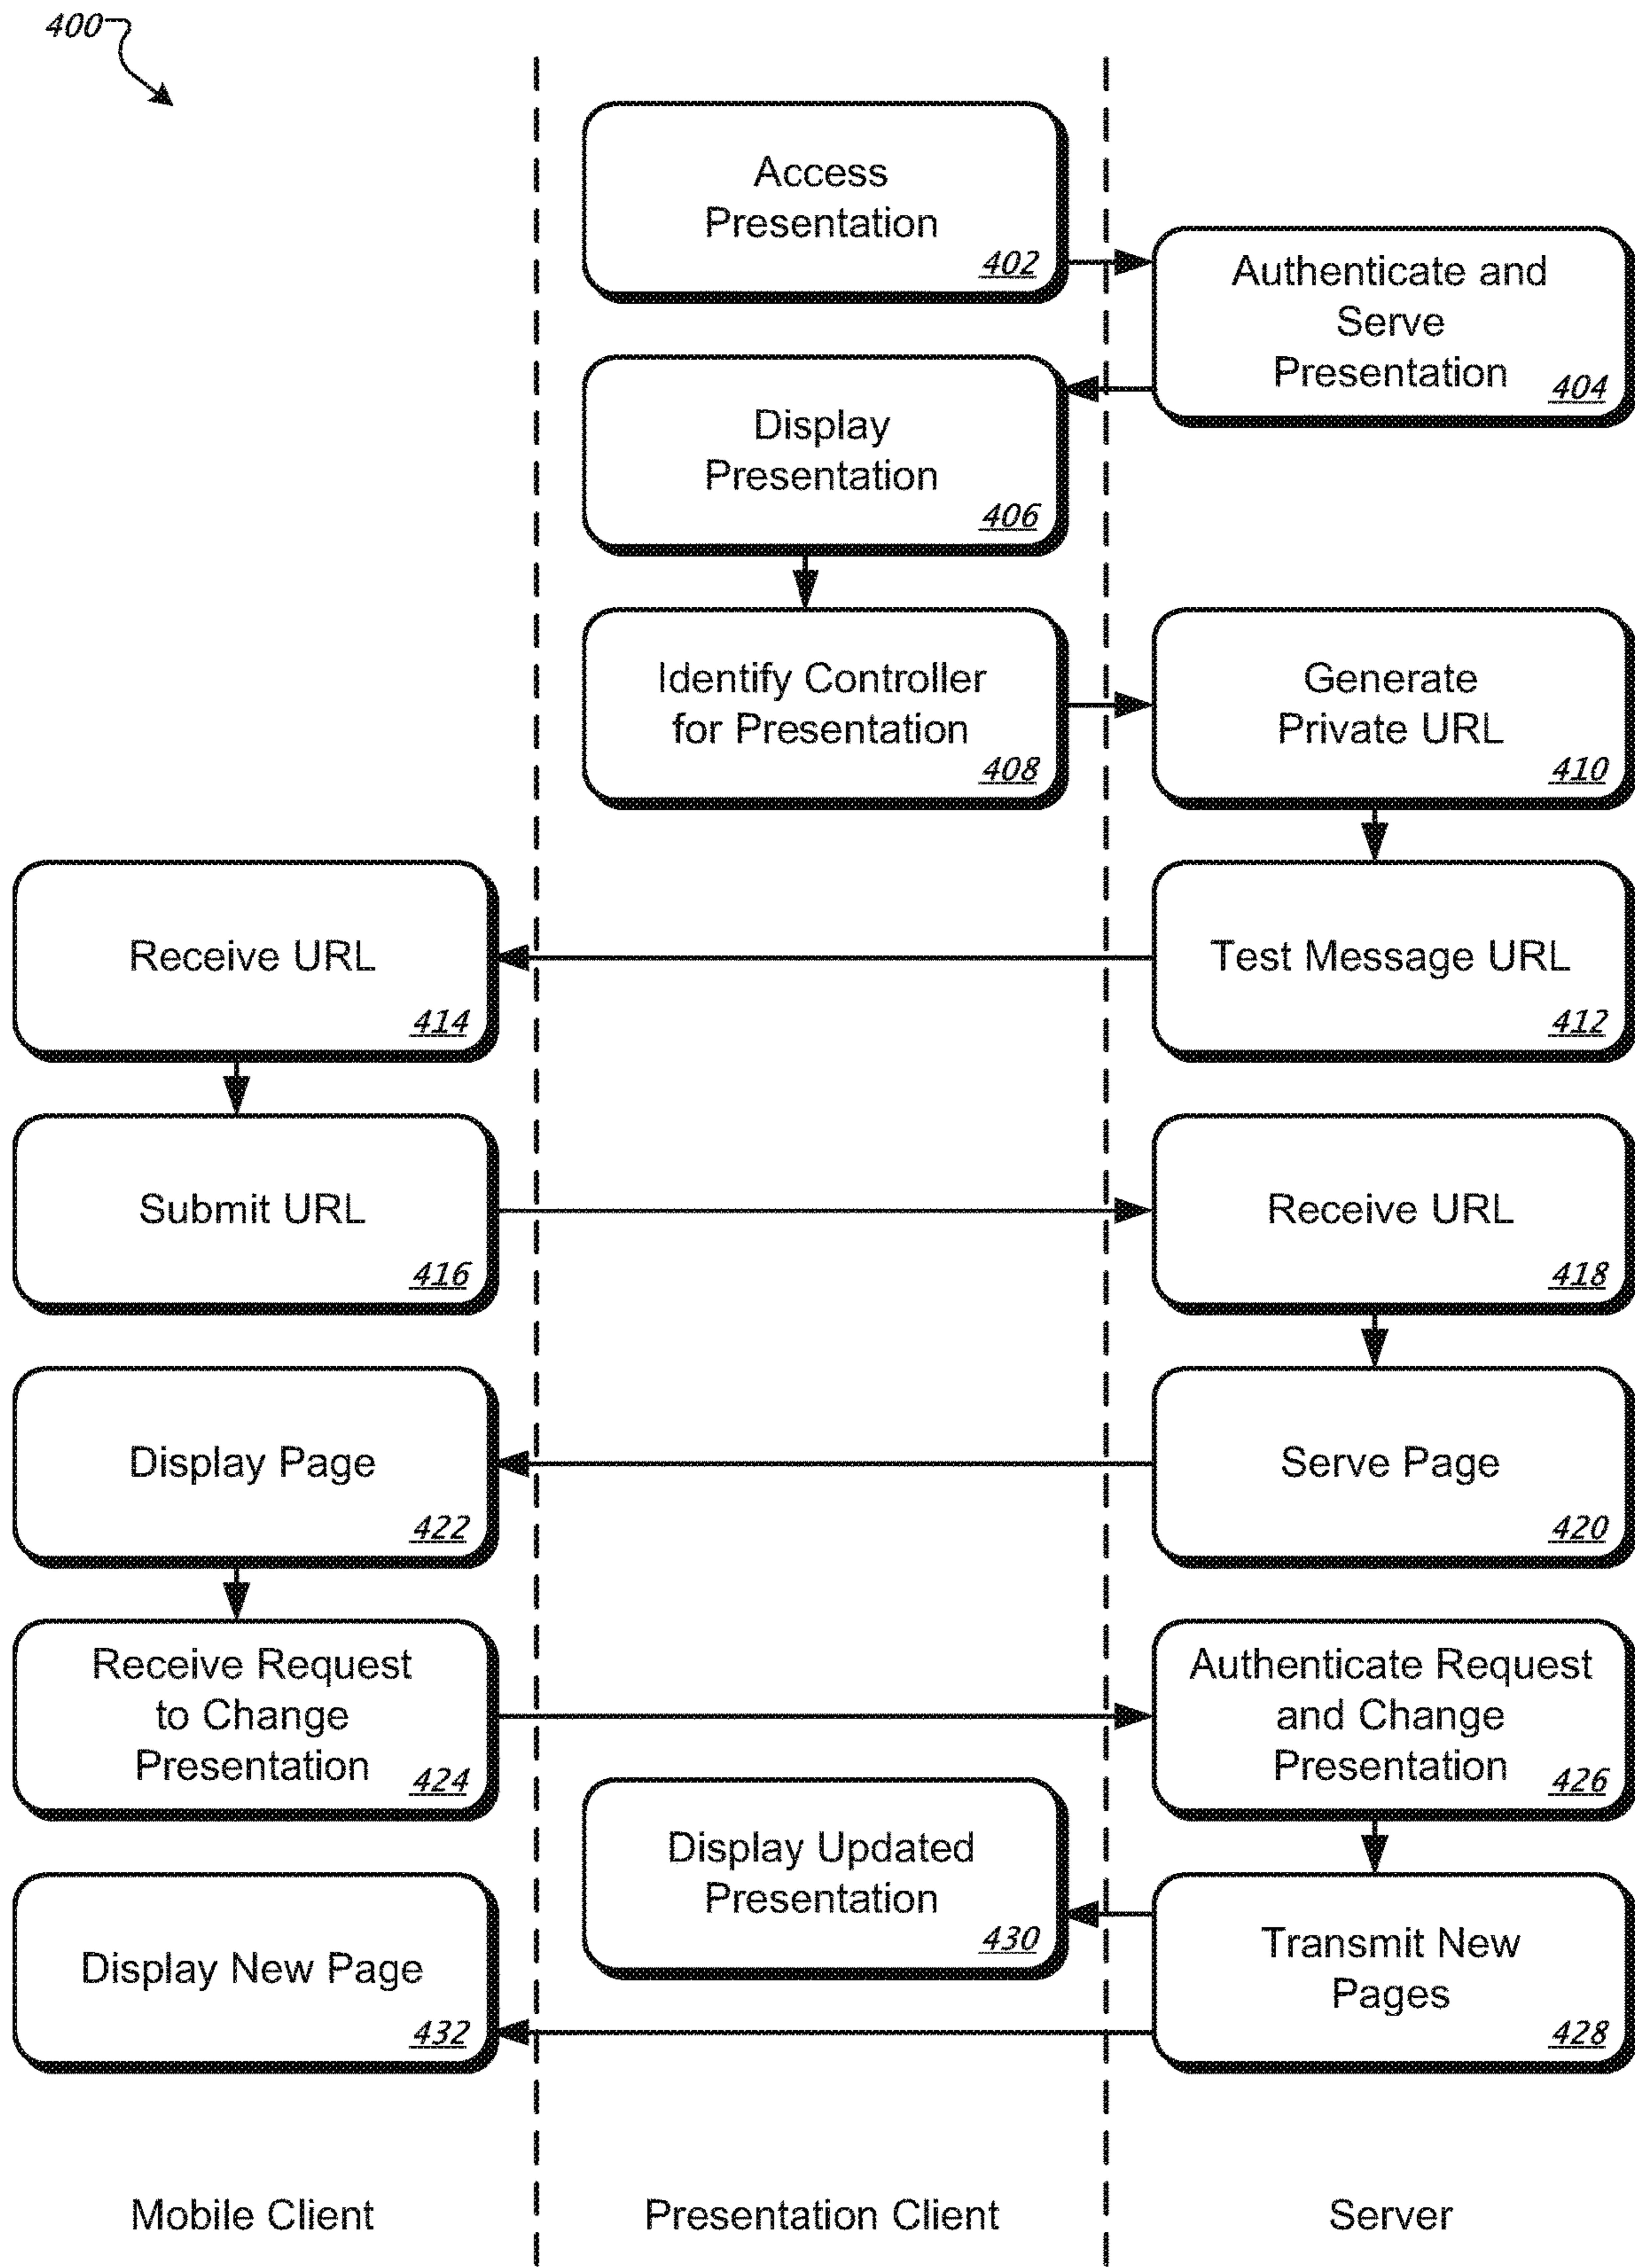 400
Access
Presentation
402
Authenticate and
Serve
Presentation
404
Display
Presentation
406
Identify Controller
for Presentation
408
Generate
Private URL
410
Test Message URL
412
Receive URL
414
Submit URL
416
Receive URL
418
Serve Page
420
Display Page
422
Receive Request
to Change
Presentation
424
Authenticate Request
and Change
Presentation
426
Transmit New
Pages
428
Display Updated
Presentation
430
Display New Page
432
Mobile Client
Presentation Client
Server